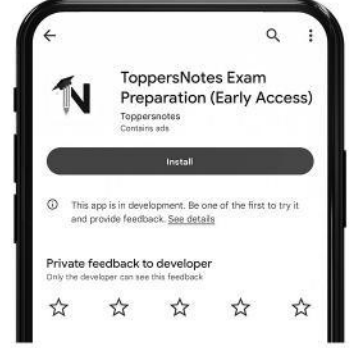 ToppersNotes Exam
Preparation (Early Access)
Toppersnotes
Contains ads
Install
This app is in development. Be one of the first to try it
and provide feedback. See details
Private feedback to developer
Only the developer can see this feedback